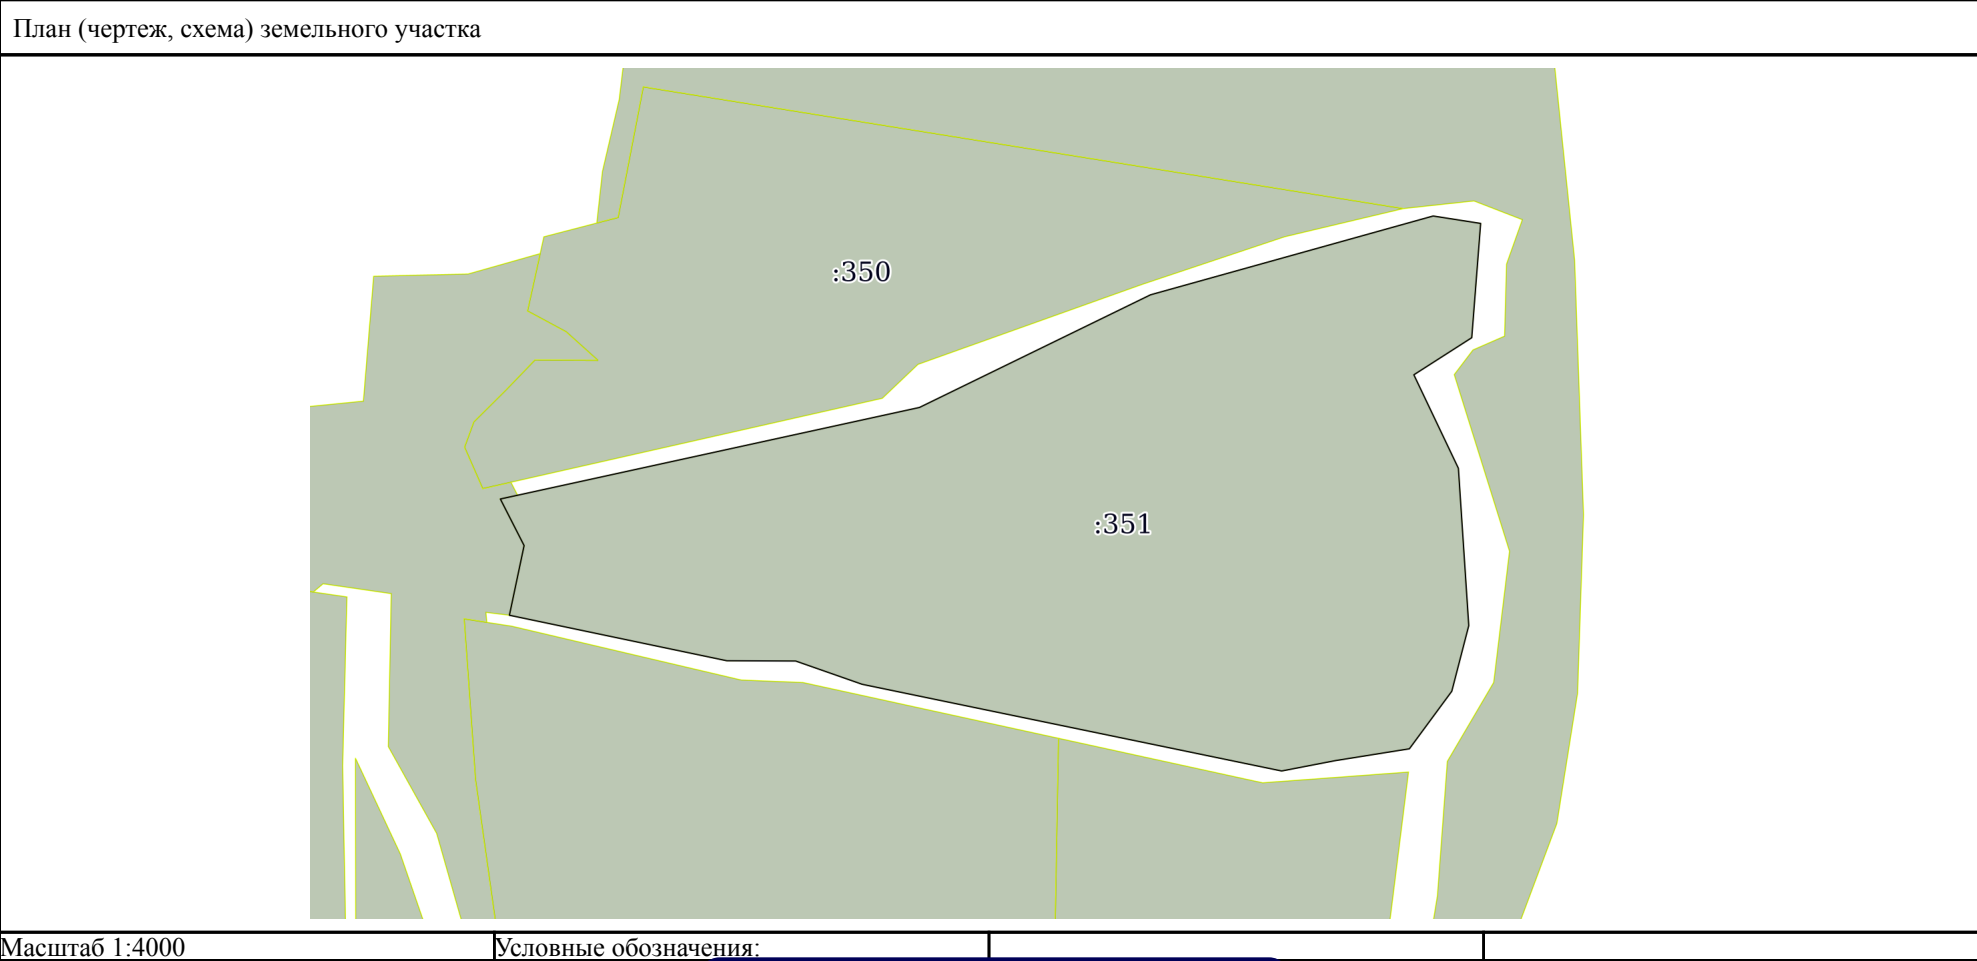 План (чертеж, схема) земельного участка
:350
:351
Масштаб 1:4000
Условные обозначения: